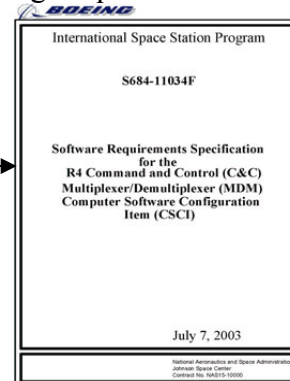 BOEING
International Space Station Program
S684-11034F
Software Requirements Specification
for the
R4 Command and Control (C&C)
Multiplexer/Demultiplexer (MDM)
Computer Software Configuration
Item (CSCI)
July 7, 2003
National Aeronautics and Space Administration
Johnson Space Center
Contract No. NAS15-10000